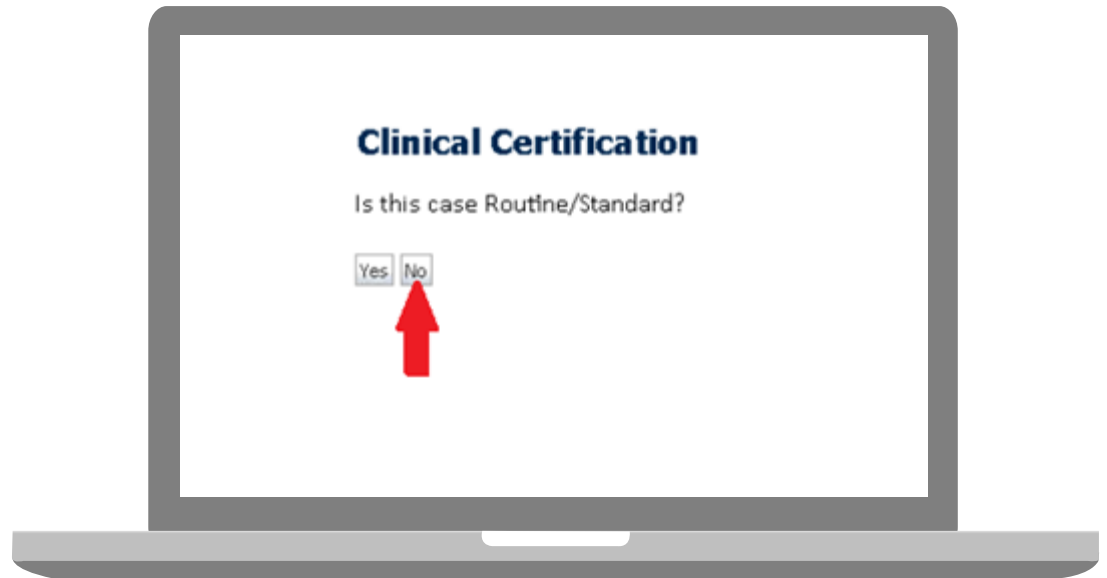 Clinical Certification
Is this case Routine/Standard?
Yes No